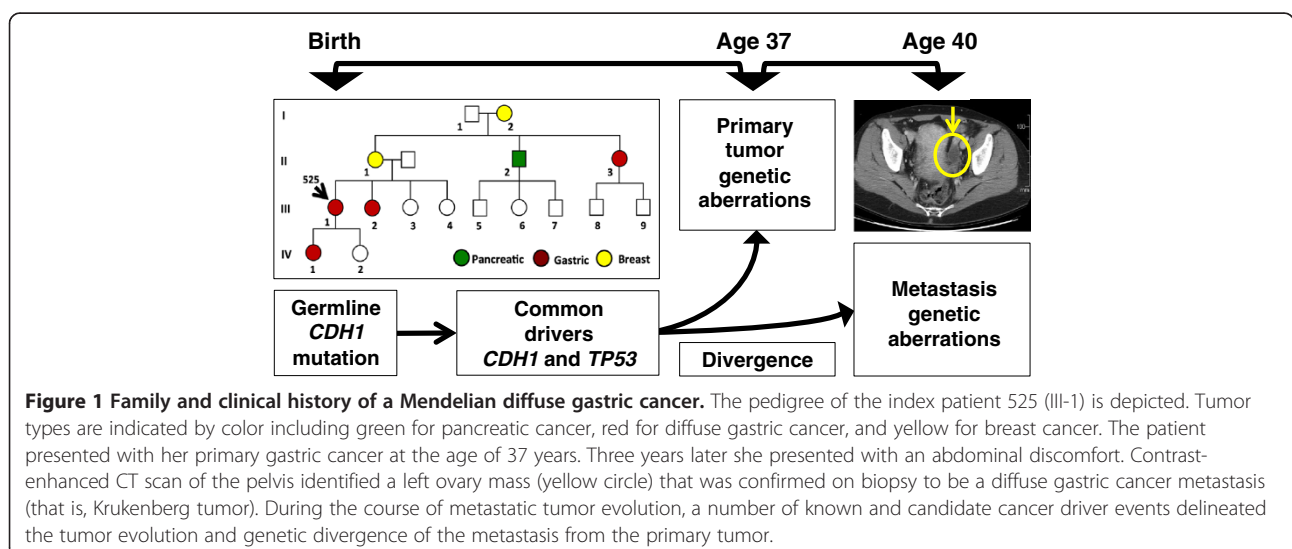 Birth Age 37 Age 40
I
1 2
II
1 2 3
525
III
1 2 3 4 5 6 7 8 9
IV
1 2
Pancreatic Gastric Breast
Primary
tumor
genetic
aberrations
100
Germline
CDH1
mutation
Common
drivers
CDH1 and TP53
Divergence
Metastasis
genetic
aberrations
Figure 1 Family and clinical history of a Mendelian diffuse gastric cancer. The pedigree of the index patient 525 (III-1) is depicted. Tumor
types are indicated by color including green for pancreatic cancer, red for diffuse gastric cancer, and yellow for breast cancer. The patient
presented with her primary gastric cancer at the age of 37 years. Three years later she presented with an abdominal discomfort. Contrast-
enhanced CT scan of the pelvis identified a left ovary mass (yellow circle) that was confirmed on biopsy to be a diffuse gastric cancer metastasis
(that is, Krukenberg tumor). During the course of metastatic tumor evolution, a number of known and candidate cancer driver events delineated
the tumor evolution and genetic divergence of the metastasis from the primary tumor.